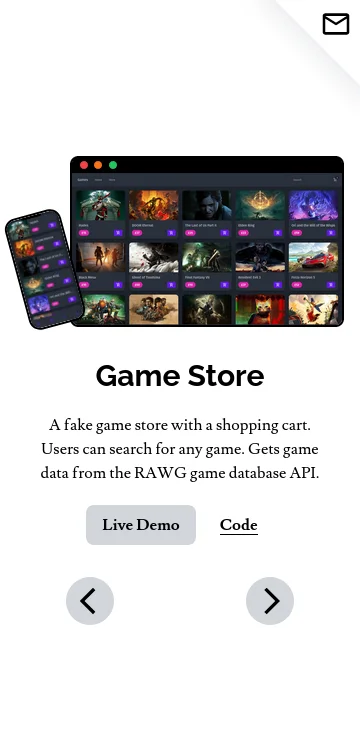 Game Store
A fake game store with a shopping cart.
Users can search for any game. Gets game
data from the RAWG game database API.
Live Demo
Code